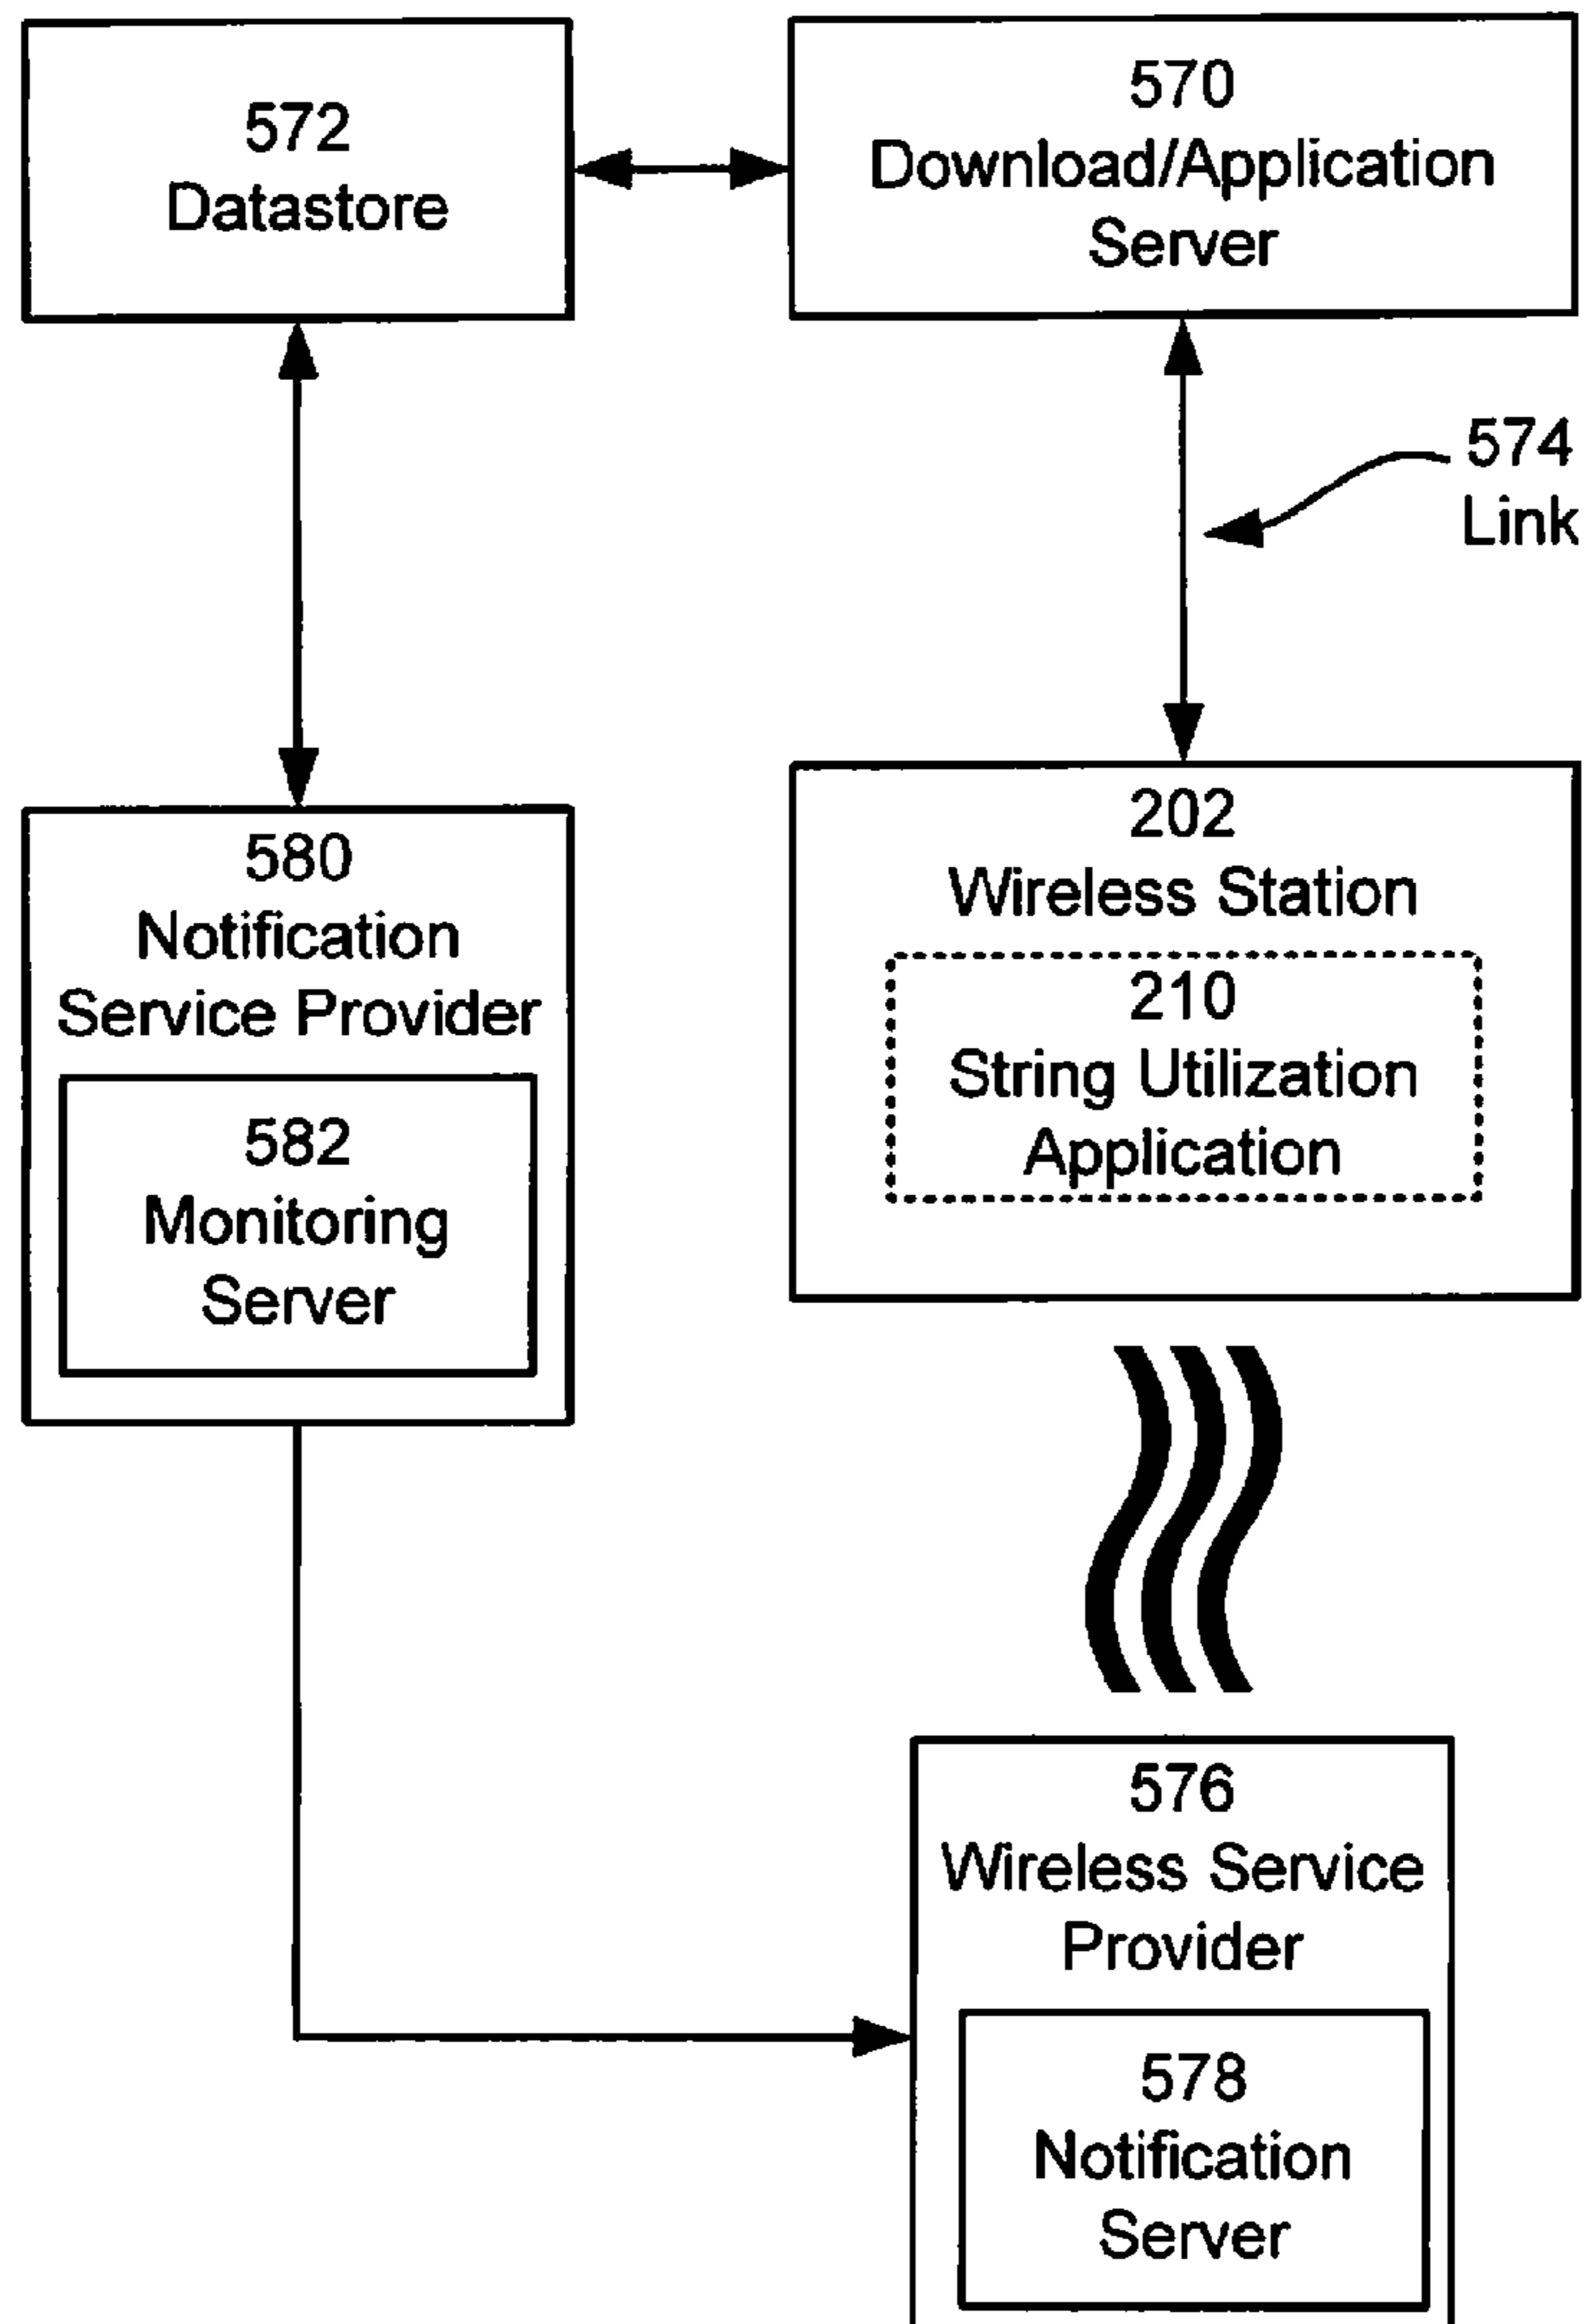 572
Datastore
570
Download/Application
Server
574
Link
580
Notification
Service Provider
582
Monitoring
Server
202
Wireless Station
210
String Utilization
Application
576
Wireless Service
Provider
578
Notification
Server